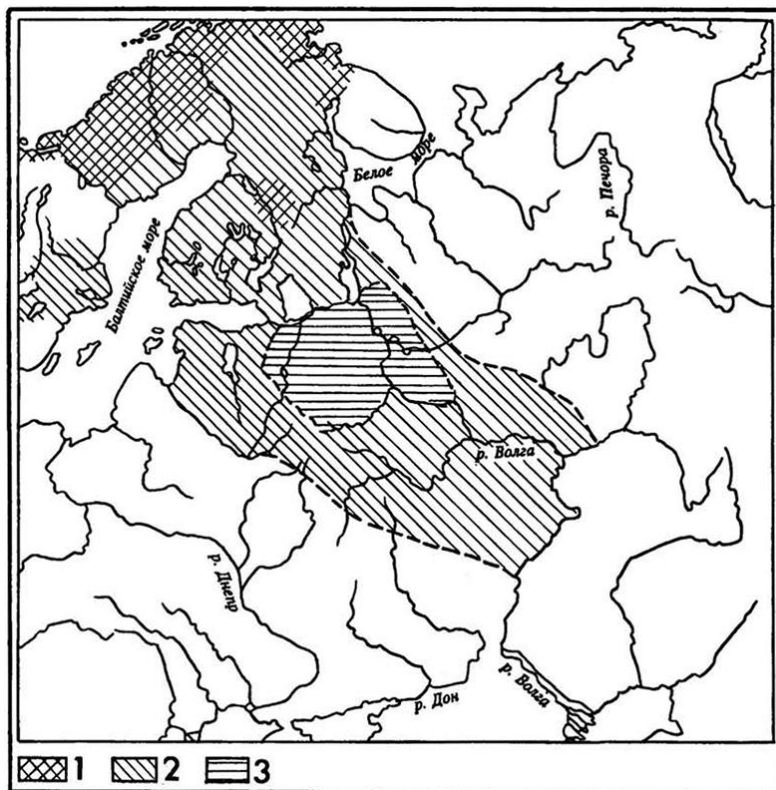 Белое море
р. Печора
Балтийское море
р. Волга
р. Днепр
р. Дон
р. Волга
1 2 3